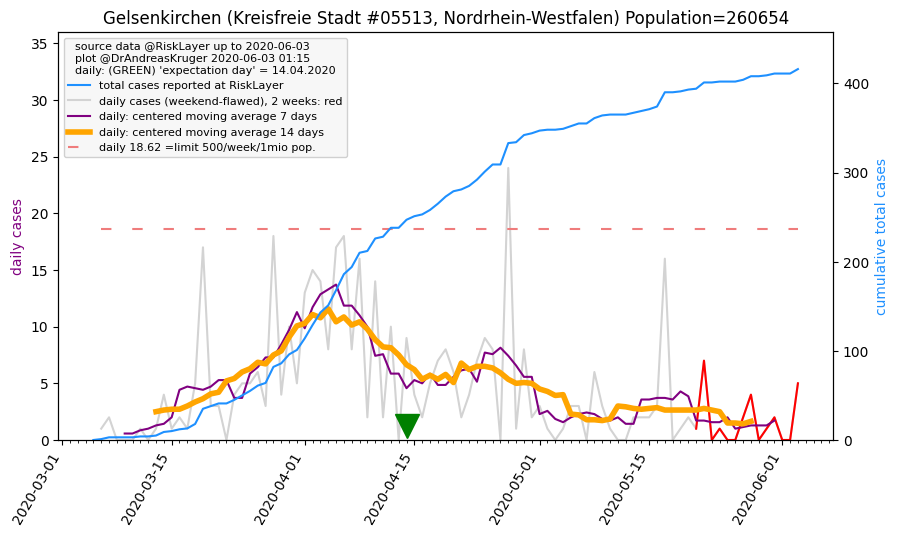 Gelsenkirchen (Kreisfreie Stadt #05513, Nordrhein-Westfalen) Population=260654
source data @RiskLayer up to 2020-06-03
plot @DrAndreasKruger 2020-06-03 01:15
daily: (GREEN) 'expectation day' = 14.04.2020
total cases reported at RiskLayer
daily cases (weekend-flawed), 2 weeks: red
daily: centered moving average 7 days
daily: centered moving average 14 days
daily 18.62 =limit 500/week/1mio pop.
daily cases
35
30
25
20
15
10
5
0
cumulative total cases
400
300
200
100
0
2020-03-01
2020-03-15
2020-04-01
2020-04-15
2020-05-01
2020-05-15
2020-06-01